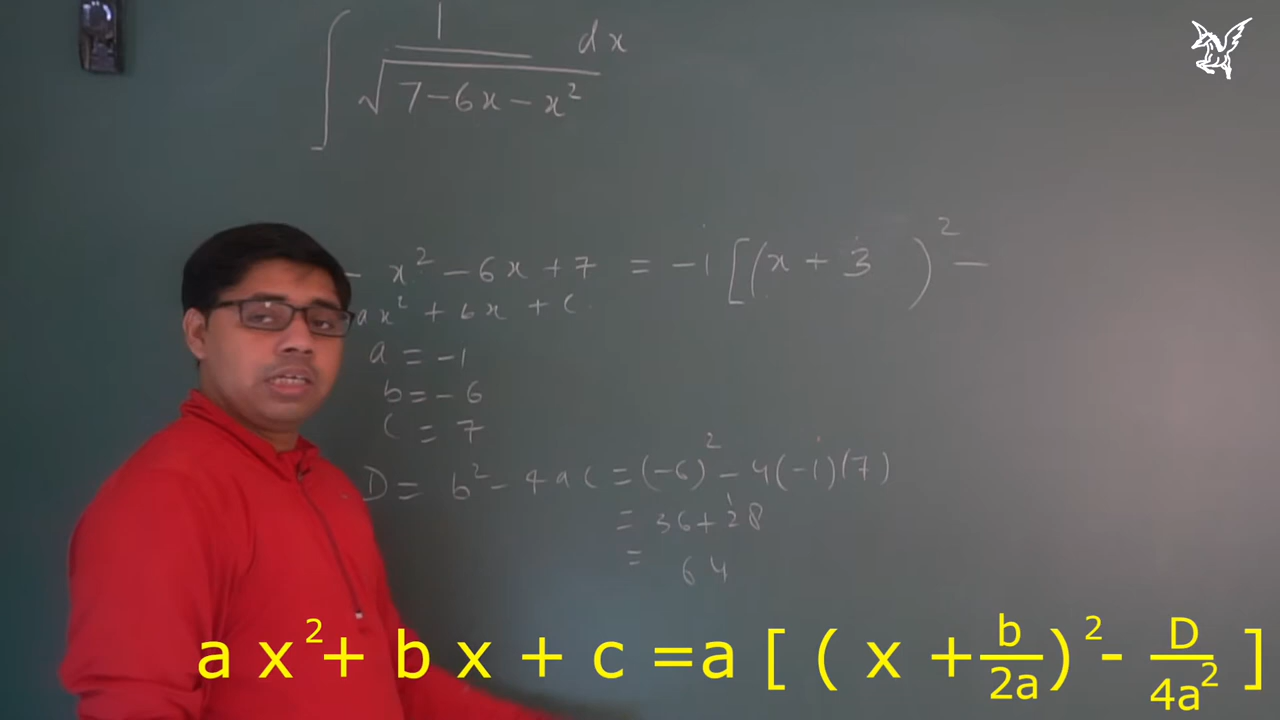 ∫ 1/√(7-6x-x²) dx
- x² - 6x + 7 = -1 [(x + 3 )² -
ax² + bx + c
a = -1
b = -6
c = 7
D = b² - 4ac = (-6)² - 4(-1)(7)
= 36+28
= 64
a x² + b x + c = a [ ( x + b/2a )² - D/4a² ]